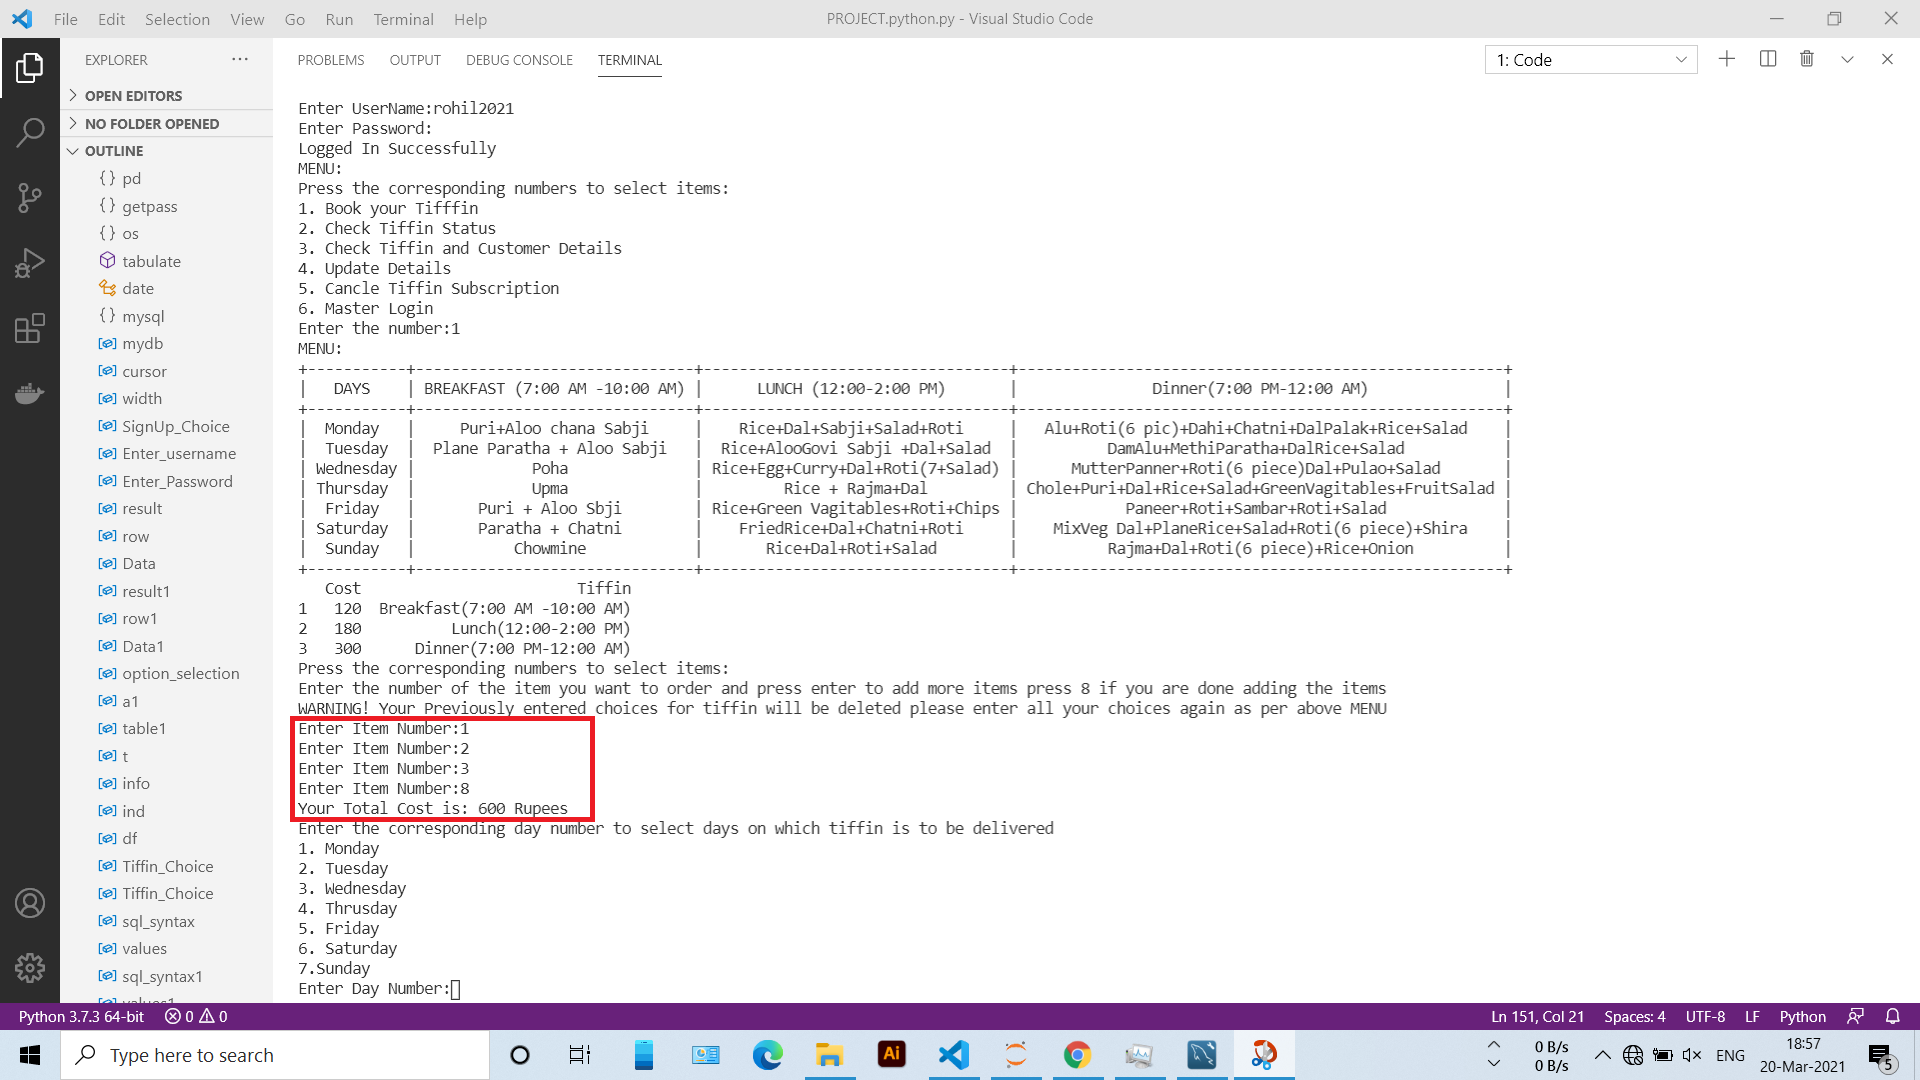 File Edit Selection View Go Run Terminal Help
PROJECT.python.py - Visual Studio Code
EXPLORER
OPEN EDITORS
NO FOLDER OPENED
OUTLINE
pd
getpass
os
tabulate
date
mysql
mydb
cursor
width
SignUp_Choice
Enter_username
Enter_Password
result
row
Data
result1
row1
Data1
option_selection
a1
table1
t
info
ind
df
Tiffin_Choice
Tiffin_Choice
sql_syntax
values
sql_syntax1
values1
PROBLEMS OUTPUT DEBUG CONSOLE TERMINAL
1: Code
Enter UserName:rohil2021
Enter Password:
Logged In Successfully
MENU:
Press the corresponding numbers to select items:
1. Book your Tifffin
2. Check Tiffin Status
3. Check Tiffin and Customer Details
4. Update Details
5. Cancle Tiffin Subscription
6. Master Login
Enter the number:1
MENU:
+-----------+-------------------------------+----------------------------------+------------------------------------------------------+
| DAYS | BREAKFAST (7:00 AM -10:00 AM) | LUNCH (12:00-2:00 PM) | Dinner(7:00 PM-12:00 AM) |
+-----------+-------------------------------+----------------------------------+------------------------------------------------------+
| Monday | Puri+Aloo chana Sabji | Rice+Dal+Sabji+Salad+Roti | Alu+Roti(6 pic)+Dahi+Chatni+DalPalak+Rice+Salad |
| Tuesday | Plane Paratha + Aloo Sabji | Rice+AlooGovi Sabji +Dal+Salad | DamAlu+MethiParatha+DalRice+Salad |
| Wednesday | Poha | Rice+Egg+Curry+Dal+Roti(7+Salad) | MutterPanner+Roti(6 piece)Dal+Pulao+Salad |
| Thursday | Upma | Rice + Rajma+Dal | Chole+Puri+Dal+Rice+Salad+GreenVagitables+FruitSalad |
| Friday | Puri + Aloo Sbji | Rice+Green Vagitables+Roti+Chips | Paneer+Roti+Sambar+Roti+Salad |
| Saturday | Paratha + Chatni | FriedRice+Dal+Chatni+Roti | MixVeg Dal+PlaneRice+Salad+Roti(6 piece)+Shira |
| Sunday | Chowmine | Rice+Dal+Roti+Salad | Rajma+Dal+Roti(6 piece)+Rice+Onion |
+-----------+-------------------------------+----------------------------------+------------------------------------------------------+
Cost Tiffin
1 120 Breakfast(7:00 AM -10:00 AM)
2 180 Lunch(12:00-2:00 PM)
3 300 Dinner(7:00 PM-12:00 AM)
Press the corresponding numbers to select items:
Enter the number of the item you want to order and press enter to add more items press 8 if you are done adding the items
WARNING! Your Previously entered choices for tiffin will be deleted please enter all your choices again as per above MENU
Enter Item Number:1
Enter Item Number:2
Enter Item Number:3
Enter Item Number:8
Your Total Cost is: 600 Rupees
Enter the corresponding day number to select days on which tiffin is to be delivered
1. Monday
2. Tuesday
3. Wednesday
4. Thrusday
5. Friday
6. Saturday
7.Sunday
Enter Day Number:
Python 3.7.3 64-bit 0 0
Ln 151, Col 21 Spaces: 4 UTF-8 LF Python
Type here to search
Ai
0 B/s
0 B/s
ENG
18:57
20-Mar-2021
5